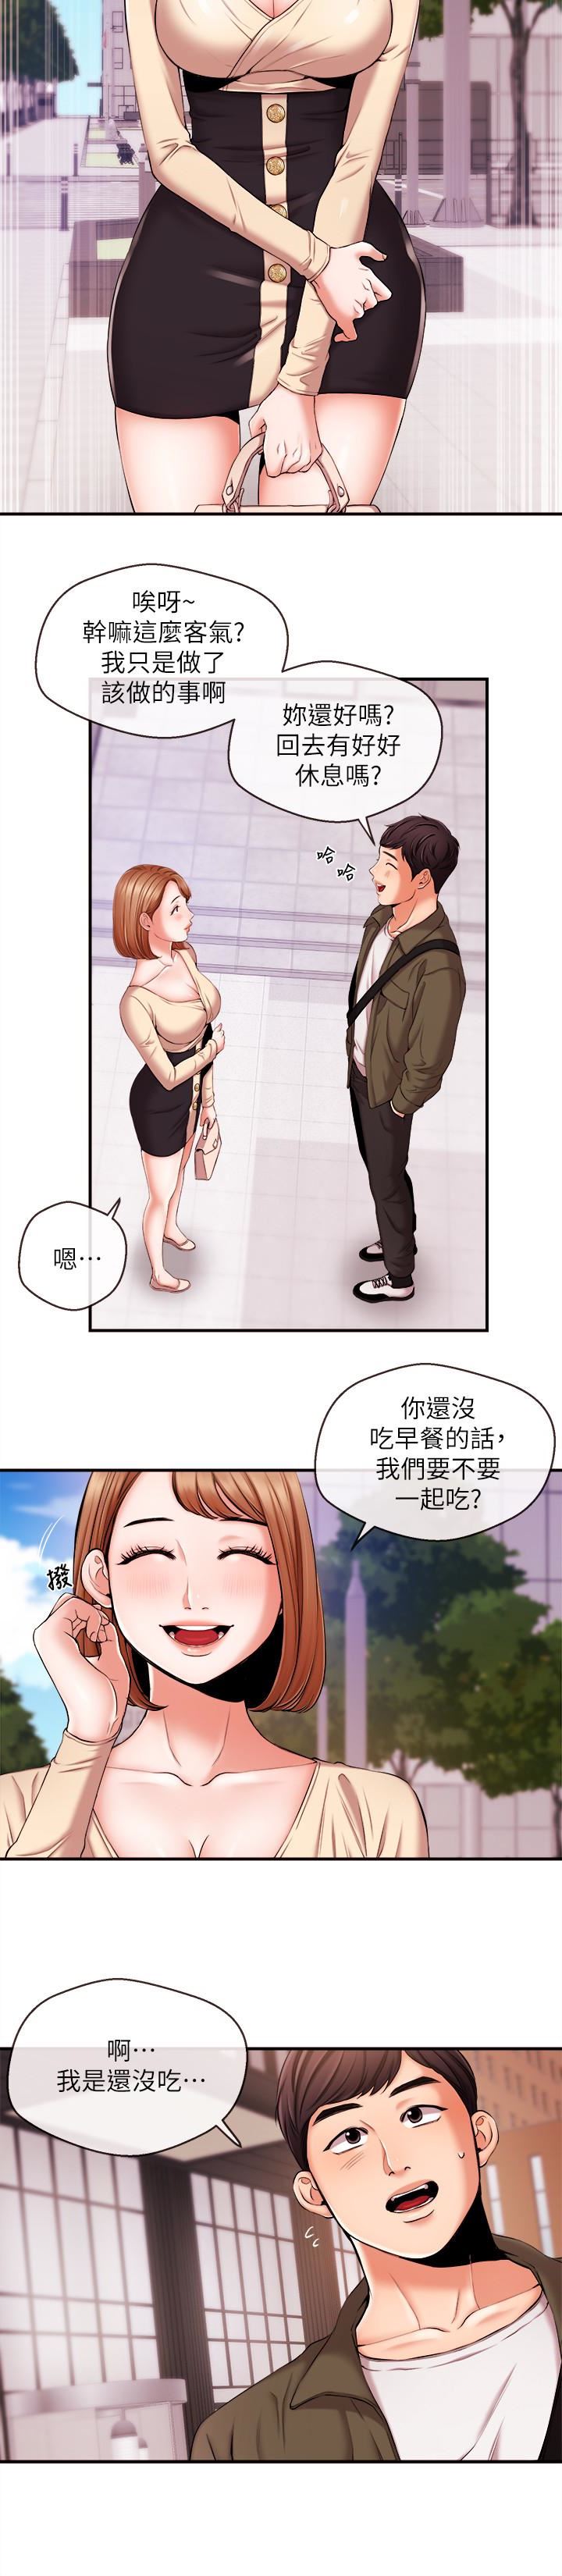 唉呀~
幹嘛這麼客氣?
我只是做了
該做的事啊
妳還好嗎?
回去有好好
休息嗎?
哈
哈
嗯…
你還沒
吃早餐的話,
我們要不要
一起吃?
撥
啊…
我是還沒吃…